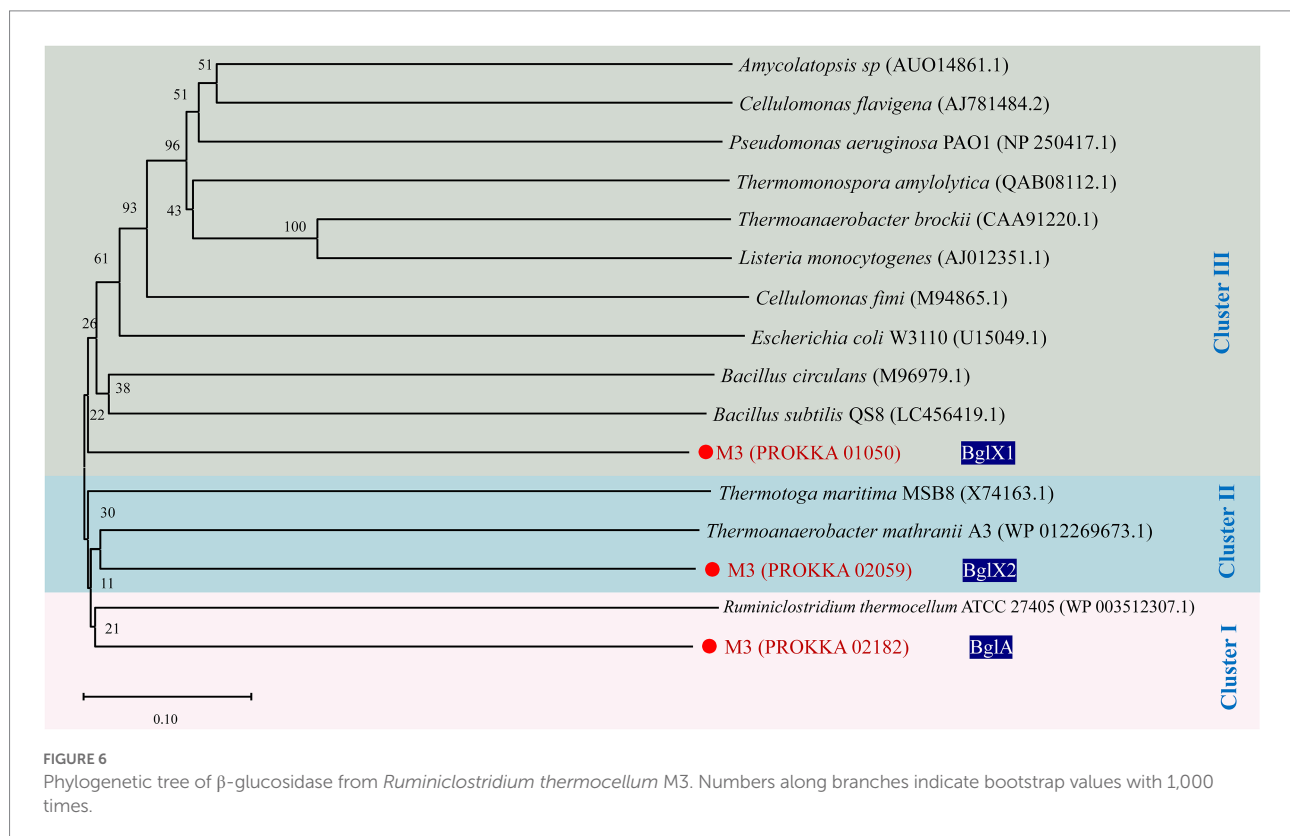 51
Amycolatopsis sp (AUO14861.1)
51
Cellulomonas flavigena (AJ781484.2)
96
Pseudomonas aeruginosa PAO1 (NP 250417.1)
Thermomonospora amylolytica (QAB08112.1)
93
43
Thermoanaerobacter brockii (CAA91220.1)
100
Listeria monocytogenes (AJ012351.1)
61
Cellulomonas fimi (M94865.1)
26
Escherichia coli W3110 (U15049.1)
Cluster III
Bacillus circulans (M96979.1)
38
22
Bacillus subtilis QS8 (LC456419.1)
M3 (PROKKA 01050) BglX1
Thermotoga maritima MSB8 (X74163.1)
30
Thermoanaerobacter mathranii A3 (WP 012269673.1)
Cluster II
M3 (PROKKA 02059) BglX2
11
Ruminiclostridium thermocellum ATCC 27405 (WP 003512307.1)
21
M3 (PROKKA 02182) BglA
Cluster I
0.10
FIGURE 6
Phylogenetic tree of β-glucosidase from Ruminiclostridium thermocellum M3. Numbers along branches indicate bootstrap values with 1,000
times.